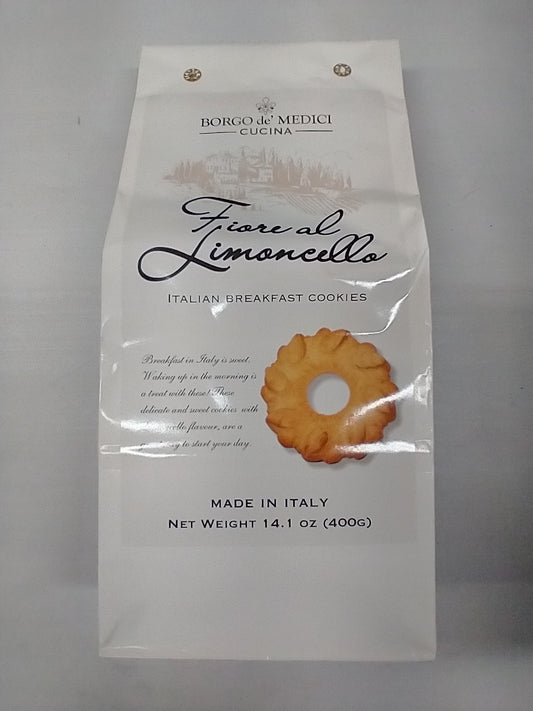 BORGO de' MEDICI
CUCINA
Fiore al
Limoncello
ITALIAN BREAKFAST COOKIES
Breakfast in Italy is sweet.
Waking up in the morning is
a treat with these! These
delicate and sweet cookies with
flavour, are a
to start your day.
MADE IN ITALY
NET WEIGHT 14.1 OZ (400G)